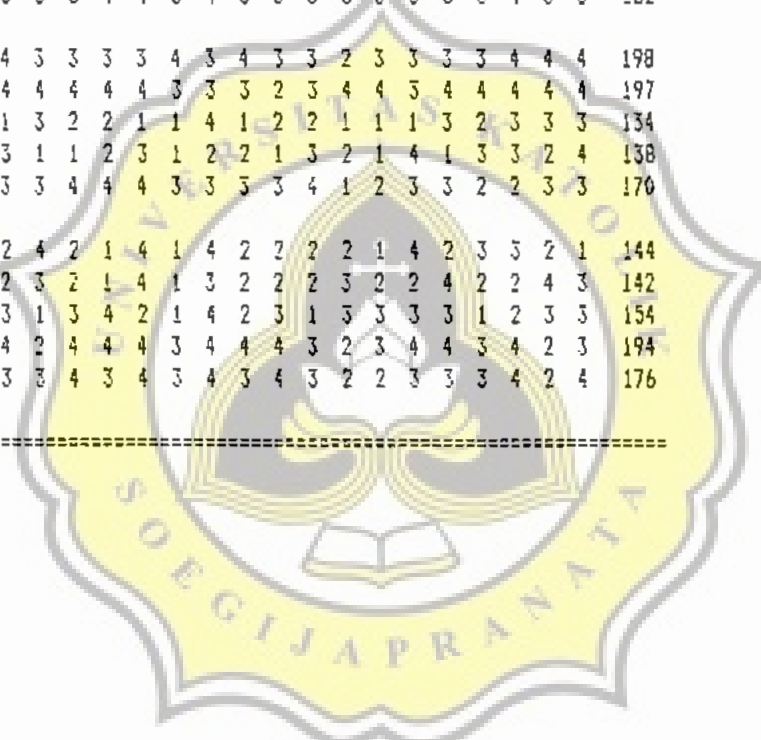 4 3 3 3 3 4 3 4 3 3 2 3 3 3 3 4 4 4 198
4 4 4 4 4 3 3 3 2 3 4 4 3 4 4 4 4 4 197
1 3 2 2 1 1 4 1 2 2 1 1 1 3 2 3 3 3 134
3 1 1 2 3 1 2 2 1 3 2 1 4 1 3 3 2 4 138
3 3 4 4 4 3 3 3 3 4 1 2 3 3 2 2 3 3 170
2 4 2 1 4 1 4 2 2 2 2 1 4 2 3 3 2 1 144
2 3 2 1 4 1 3 2 2 2 3 2 2 4 2 2 4 3 142
3 1 3 4 2 1 4 2 3 1 3 3 3 3 1 2 3 3 154
4 2 4 4 4 3 4 4 4 3 2 3 4 4 3 4 2 3 194
3 3 4 3 4 3 4 3 4 3 2 2 3 3 3 4 2 4 176
UNIVERSITAS KATOLIK
SOEGIJAPRANATA